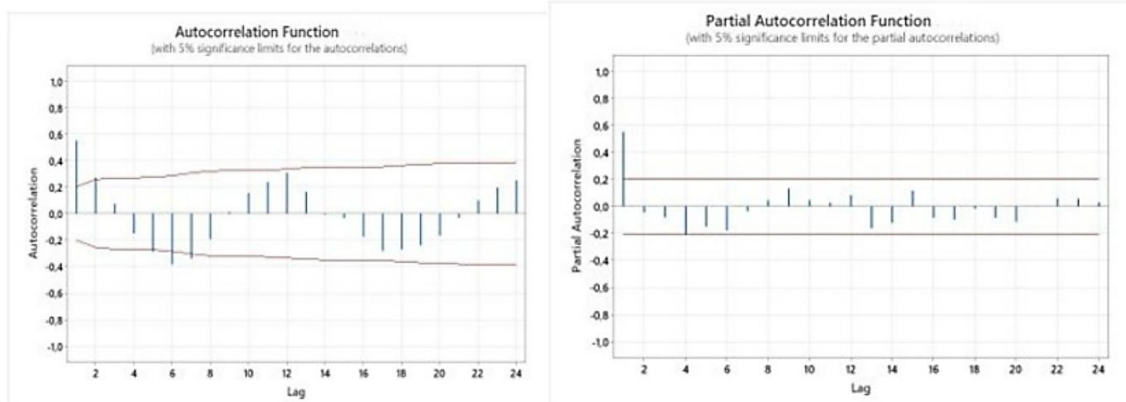 Autocorrelation Function
(with 5% significance limits for the autocorrelations)
1,0
0,8
0,6
0,4
0,2
0,0
-0,2
-0,4
-0,6
-0,8
-1,0
Autocorrelation
2 4 6 8 10 12 14 16 18 20 22 24
Lag
Partial Autocorrelation Function
(with 5% significance limits for the partial autocorrelations)
1,0
0,8
0,6
0,4
0,2
0,0
-0,2
-0,4
-0,6
-0,8
-1,0
Partial Autocorrelation
2 4 6 8 10 12 14 16 18 20 22 24
Lag